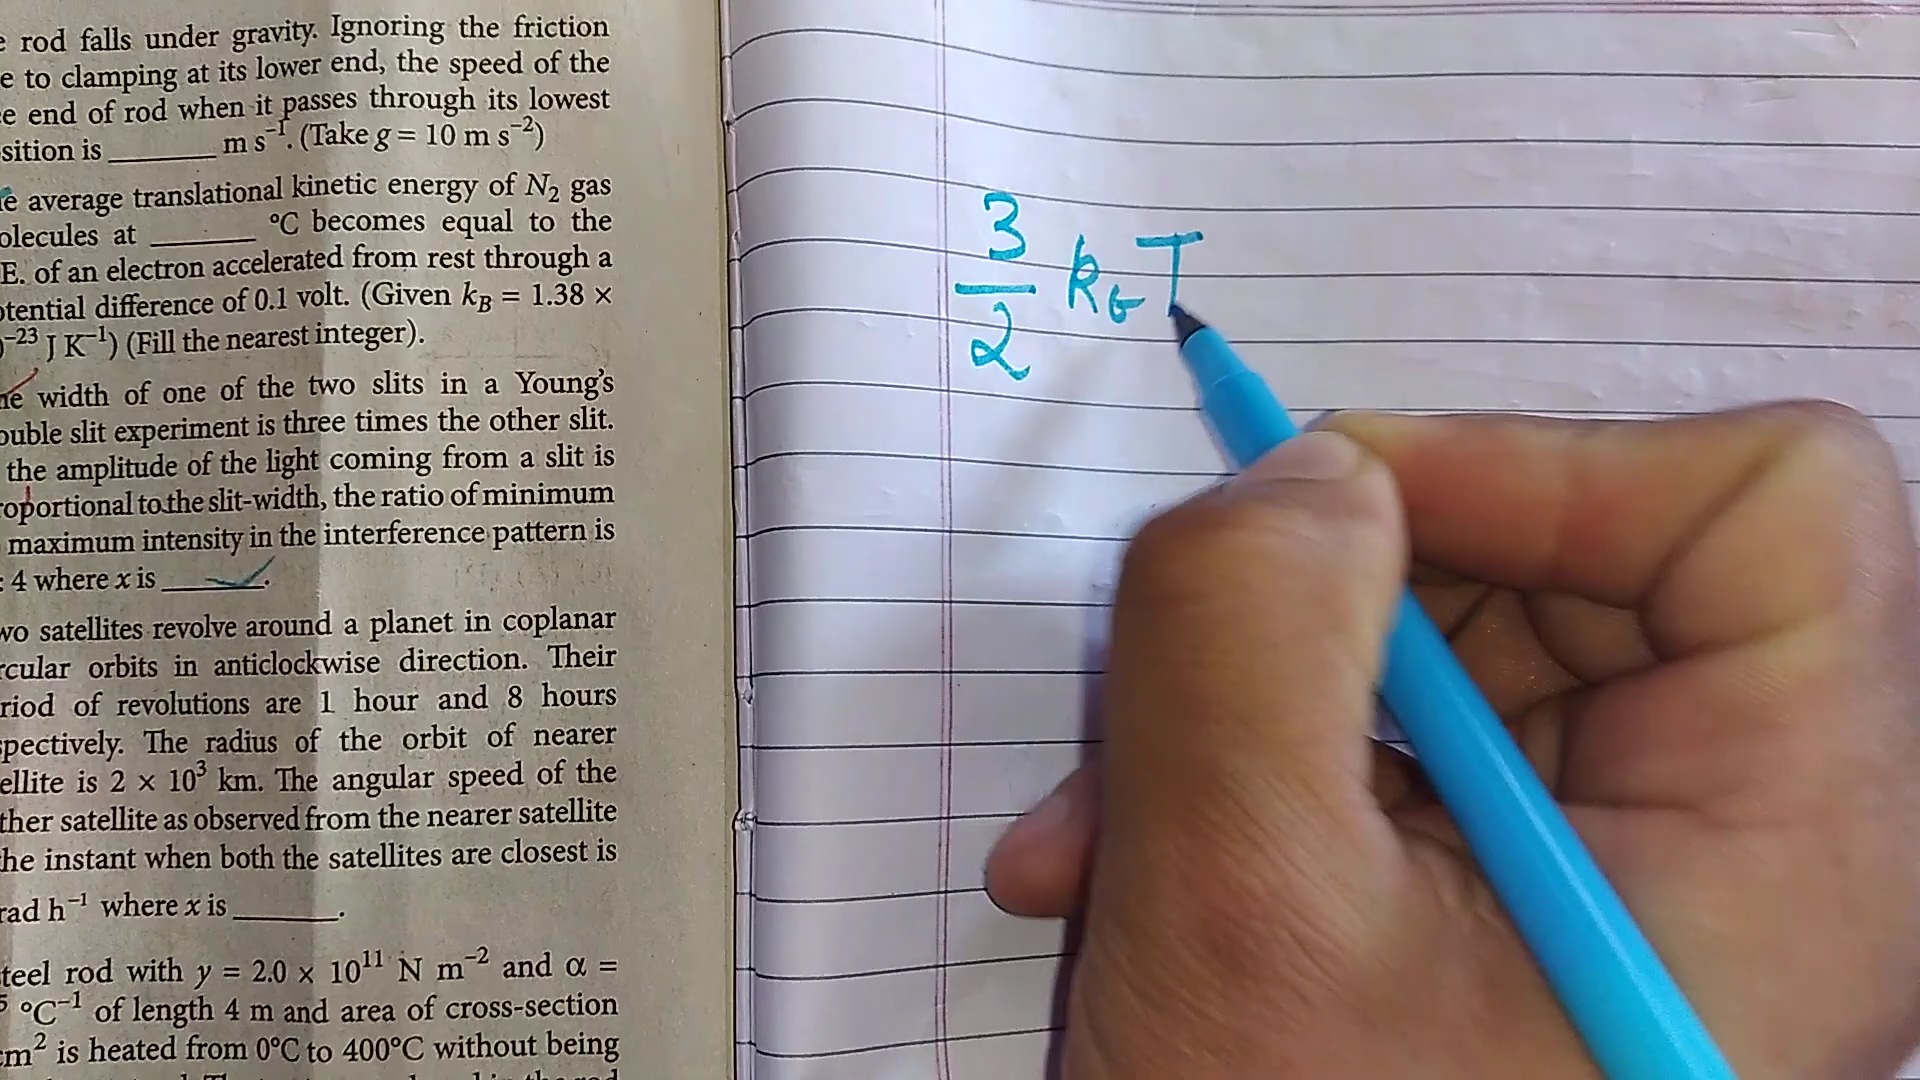 rod falls under gravity. Ignoring the friction
e to clamping at its lower end, the speed of the
e end of rod when it passes through its lowest
sition is _______ m s⁻¹. (Take g = 10 m s⁻²)
e average translational kinetic energy of N₂ gas
olecules at _______ °C becomes equal to the
E. of an electron accelerated from rest through a
otential difference of 0.1 volt. (Given k_B = 1.38 ×
⁻²³ J K⁻¹) (Fill the nearest integer).
he width of one of the two slits in a Young's
ouble slit experiment is three times the other slit.
the amplitude of the light coming from a slit is
roportional to the slit-width, the ratio of minimum
maximum intensity in the interference pattern is
: 4 where x is _______.
wo satellites revolve around a planet in coplanar
rcular orbits in anticlockwise direction. Their
riod of revolutions are 1 hour and 8 hours
spectively. The radius of the orbit of nearer
ellite is 2 × 10³ km. The angular speed of the
ther satellite as observed from the nearer satellite
he instant when both the satellites are closest is
rad h⁻¹ where x is _______.
teel rod with y = 2.0 × 10¹¹ N m⁻² and α =
⁵ °C⁻¹ of length 4 m and area of cross-section
cm² is heated from 0°C to 400°C without being
3/2 k_B T